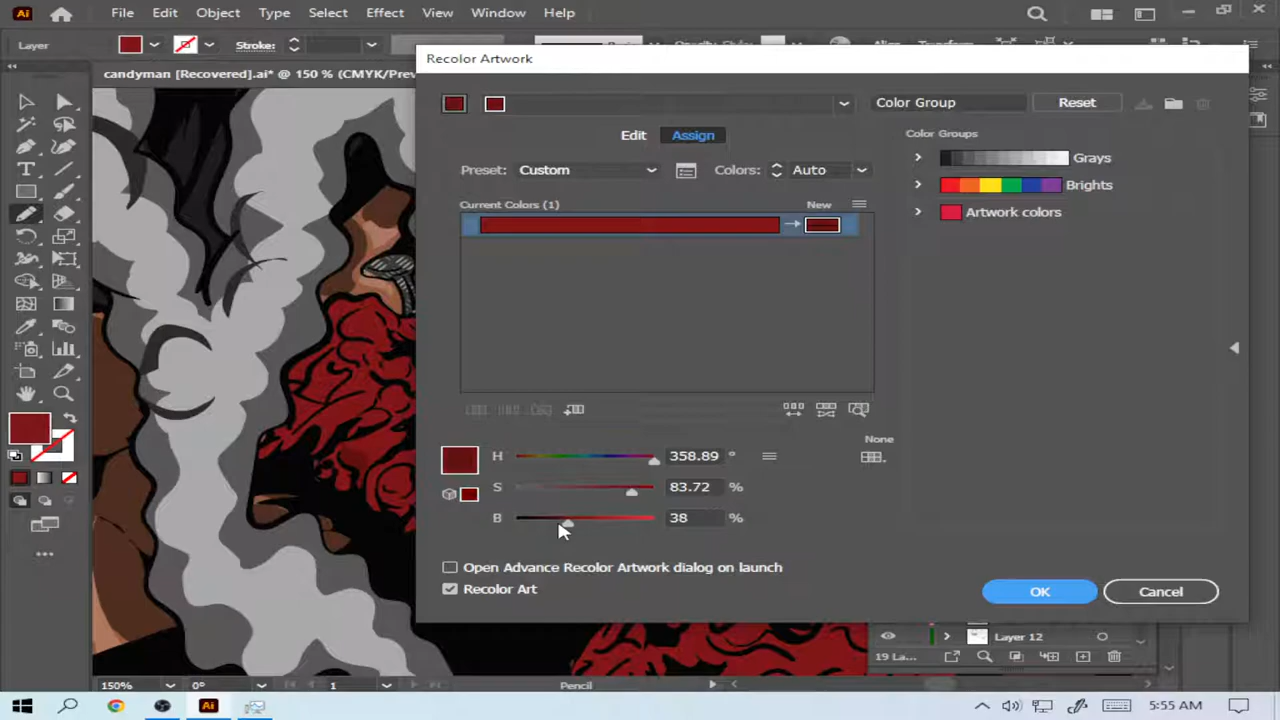 Ai File Edit Object Type Select Effect View Window Help
Layer Stroke:
candyman [Recovered].ai* @ 150 % (CMYK/Prev
Recolor Artwork
Color Group Reset
Edit Assign
Color Groups
Preset: Custom Colors: Auto
Grays
Brights
Artwork colors
Current Colors (1) New
None
H 358.89 °
S 83.72 %
B 38 %
Open Advance Recolor Artwork dialog on launch
Recolor Art
OK Cancel
Layer 12
19 La...
150% 0° 1 Pencil
Ai 5:55 AM